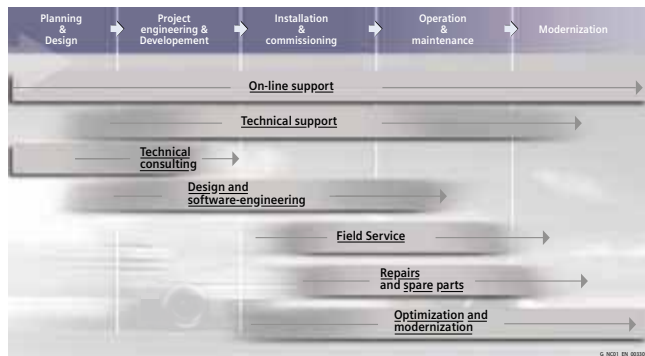 Planning
&
Design
Project
engineering &
Developement
Installation
&
commissioning
Operation
&
maintenance
Modernization
On-line support
Technical support
Technical
consulting
Design and
software-engineering
Field Service
Repairs
and spare parts
Optimization and
modernization
G_NC01_EN_00330